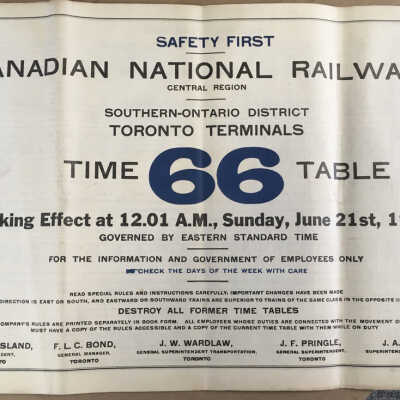 SAFETY FIRST
ANADIAN NATIONAL RAILWA
CENTRAL REGION
SOUTHERN-ONTARIO DISTRICT
TORONTO TERMINALS
TIME 66 TABLE
king Effect at 12.01 A.M., Sunday, June 21st, 1
GOVERNED BY EASTERN STANDARD TIME
FOR THE INFORMATION AND GOVERNMENT OF EMPLOYEES ONLY
CHECK THE DAYS OF THE WEEK WITH CARE
READ SPECIAL RULES AND INSTRUCTIONS CAREFULLY. IMPORTANT CHANGES HAVE BEEN MADE
DIRECTION IS EAST OR SOUTH, AND EASTWARD OR SOUTHWARD TRAINS ARE SUPERIOR TO TRAINS OF THE SAME CLASS IN THE OPPOSITE
DESTROY ALL FORMER TIME TABLES
COMPANY'S RULES ARE PRINTED SEPARATELY IN BOOK FORM. ALL EMPLOYEES WHOSE DUTIES ARE CONNECTED WITH THE MOVEMENT
MUST HAVE A COPY OF THE RULES ACCESSIBLE AND A COPY OF THE CURRENT TIME TABLE WITH THEM WHILE ON DUTY
SLAND, F. L. C. BOND, J. W. WARDLAW, J. F. PRINGLE, J. A.
GENERAL MANAGER, GENERAL SUPERINTENDENT TRANSPORTATION, GENERAL SUPERINTENDENT, SUPERINTEN
TORONTO TORONTO TORONTO TORONTO